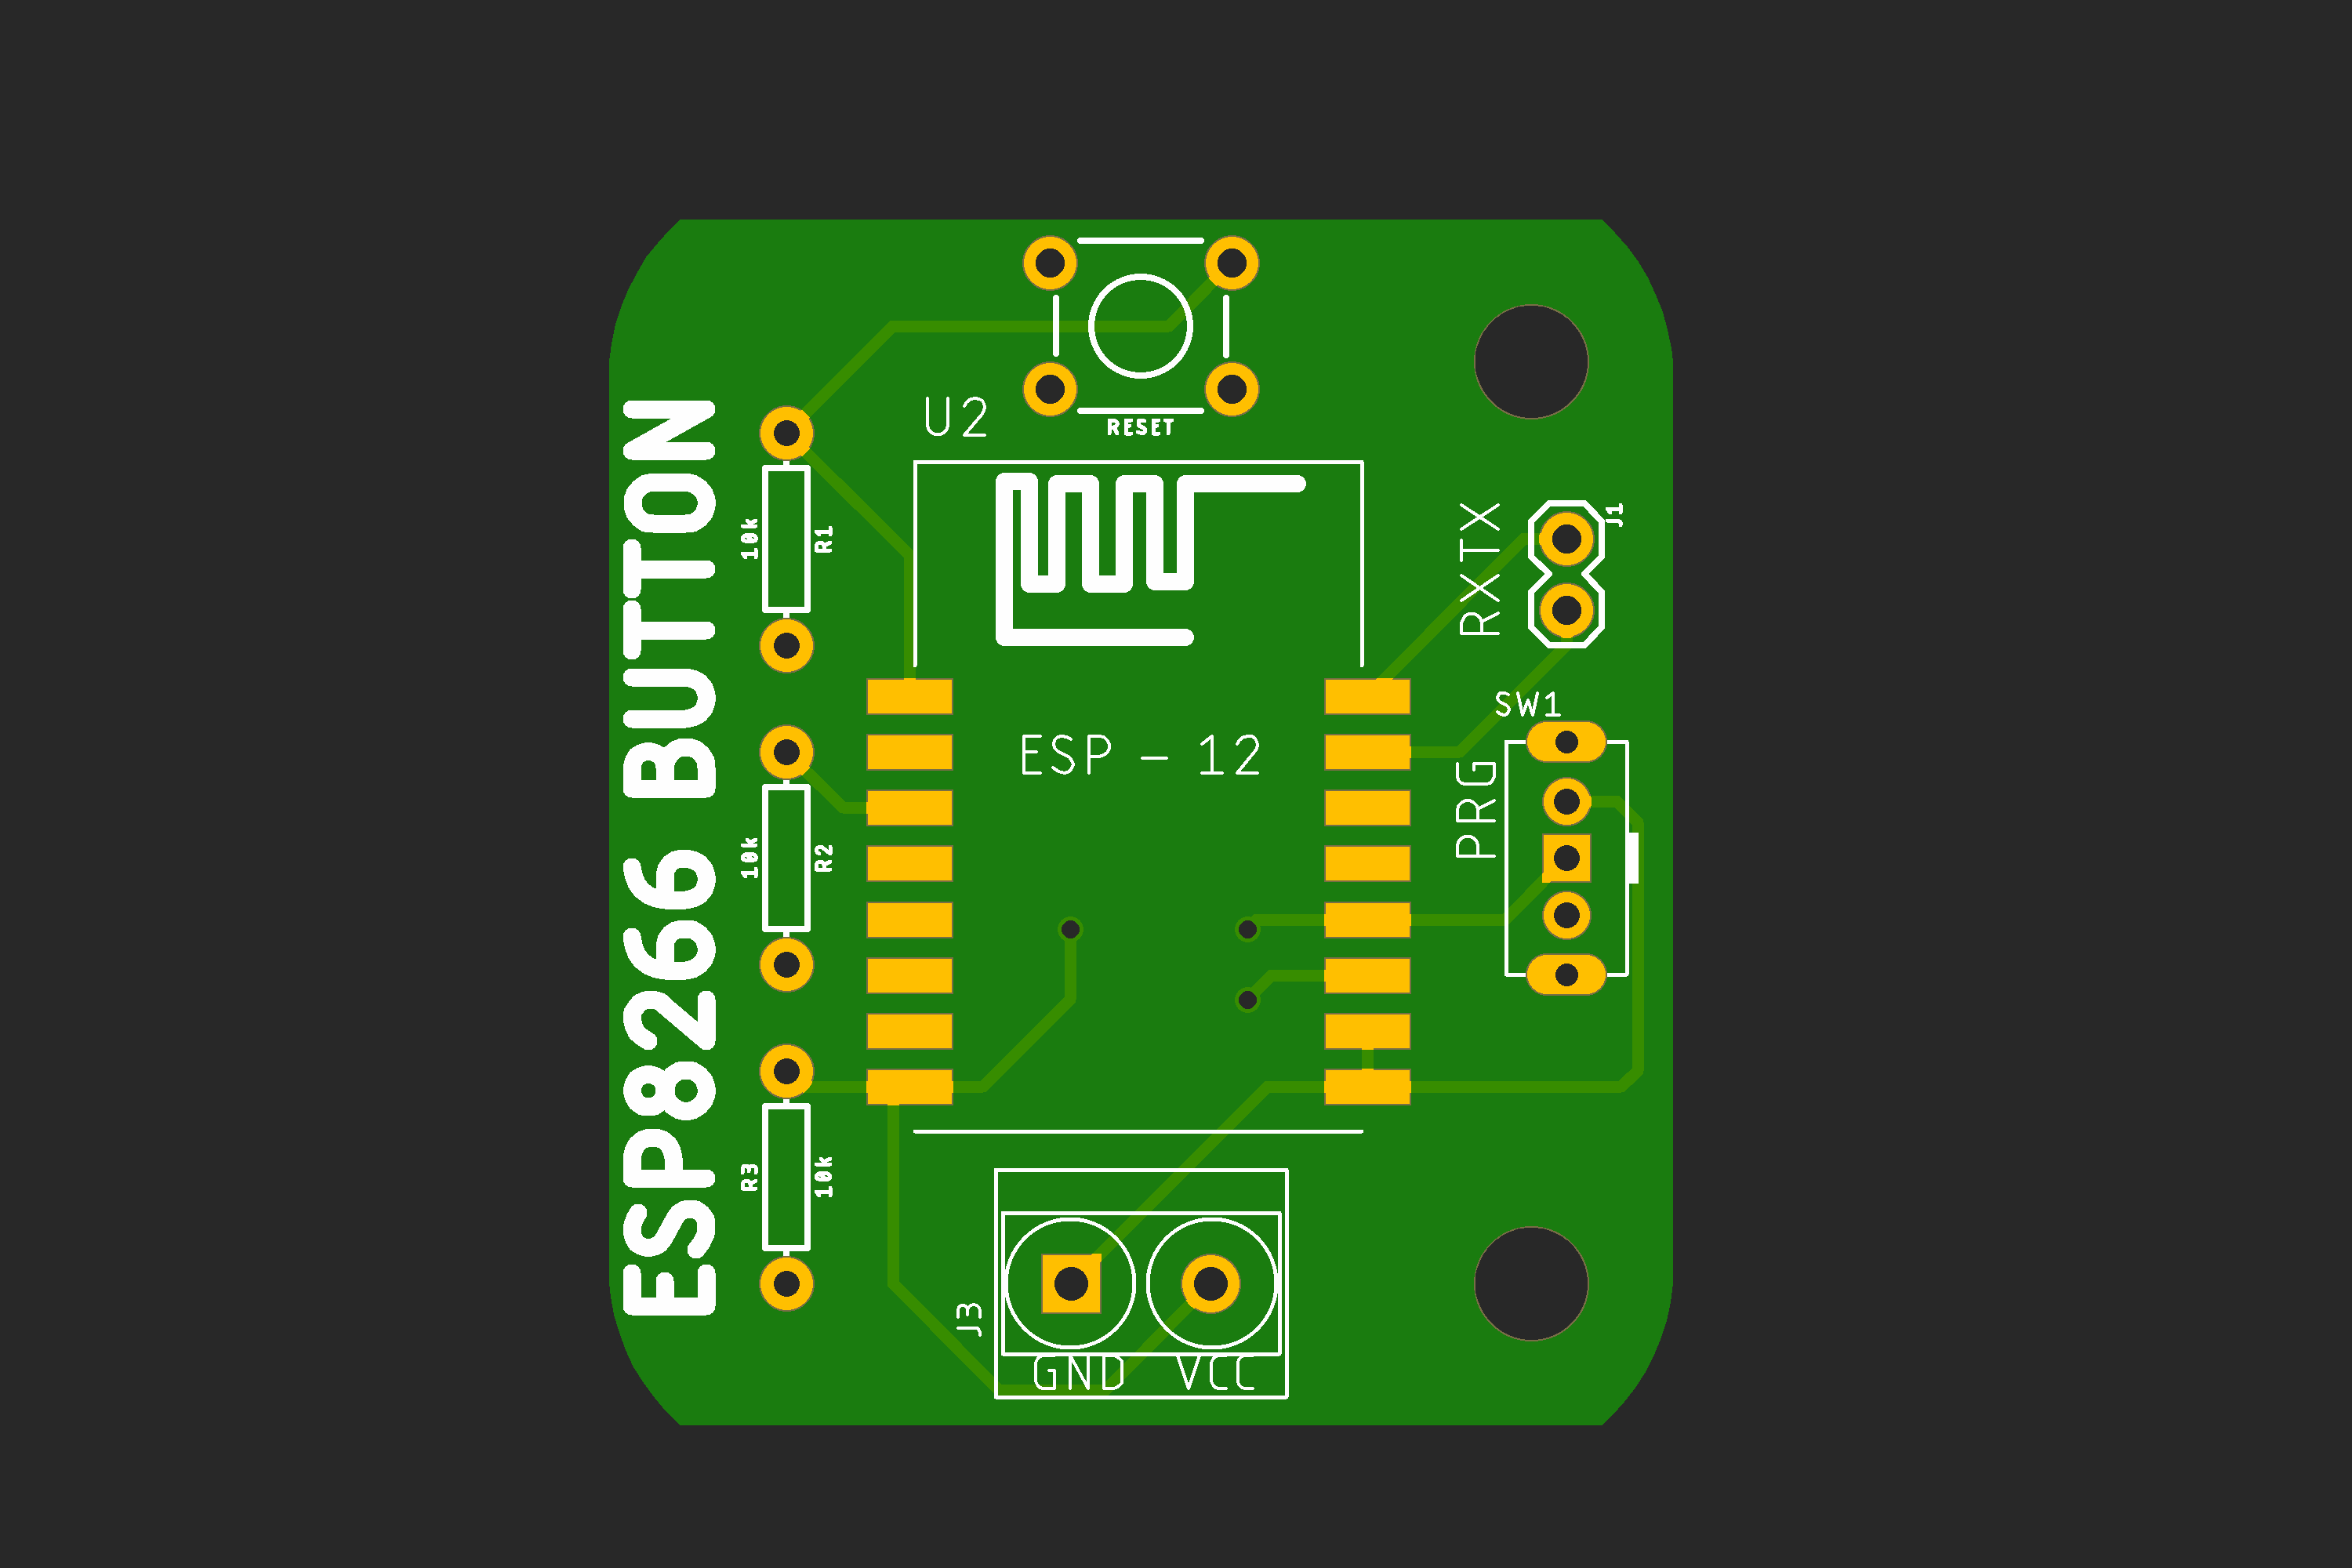 ESP8266 BUTTON
RESET
U2
10k
R1
RXTX
J1
SW1
ESP-12
PRG
10k
R2
R3
10k
J3
GND VCC